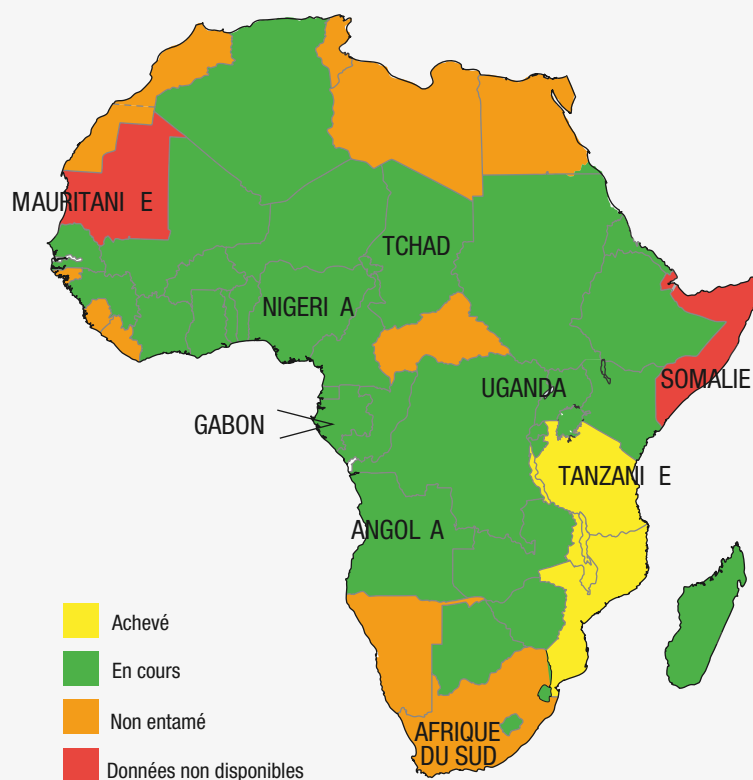 MAURITANI E
TCHAD
NIGERI A
UGANDA
SOMALIE
GABON
TANZANI E
ANGOL A
AFRIQUE
DU SUD
Achevé
En cours
Non entamé
Données non disponibles